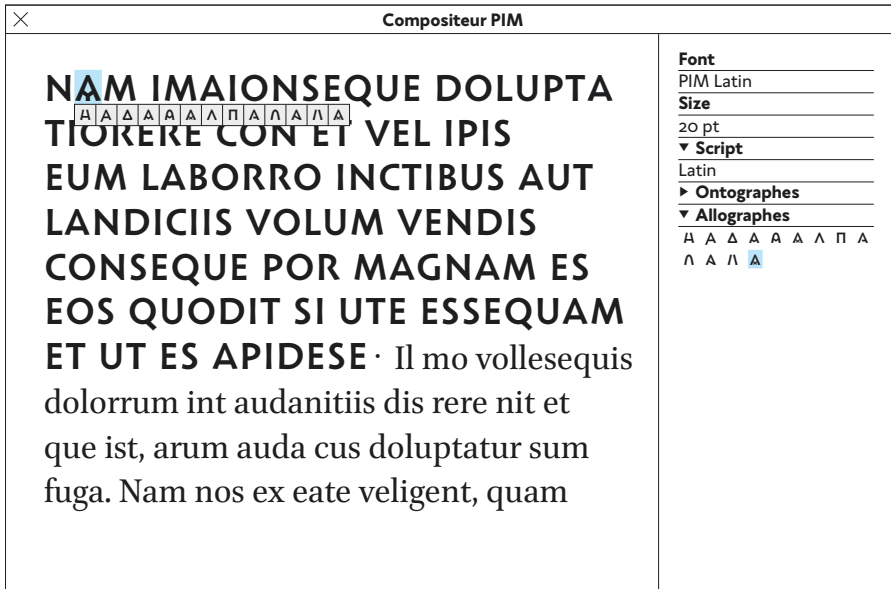 Compositeur PIM
NAM IMAIONSEQUE DOLUPTA
TIORERE CON ET VEL IPIS
EUM LABORRO INCTIBUS AUT
LANDICIIS VOLUM VENDIS
CONSEQUE POR MAGNAM ES
EOS QUODIT SI UTE ESSEQUAM
ET UT ES APIDESE · Il mo vollesequis
dolorrum int audanitiis dis rere nit et
que ist, arum auda cus doluptatur sum
fuga. Nam nos ex eate veligent, quam
Font
PIM Latin
Size
20 pt
Script
Latin
Ontographes
Allographes